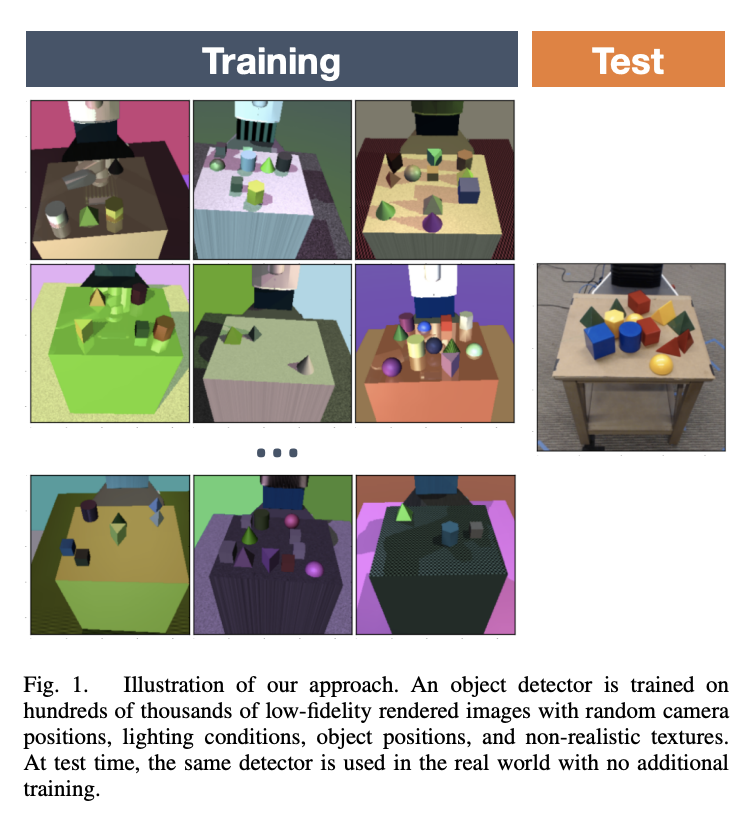 Training
Test
...
Fig. 1. Illustration of our approach. An object detector is trained on
hundreds of thousands of low-fidelity rendered images with random camera
positions, lighting conditions, object positions, and non-realistic textures.
At test time, the same detector is used in the real world with no additional
training.